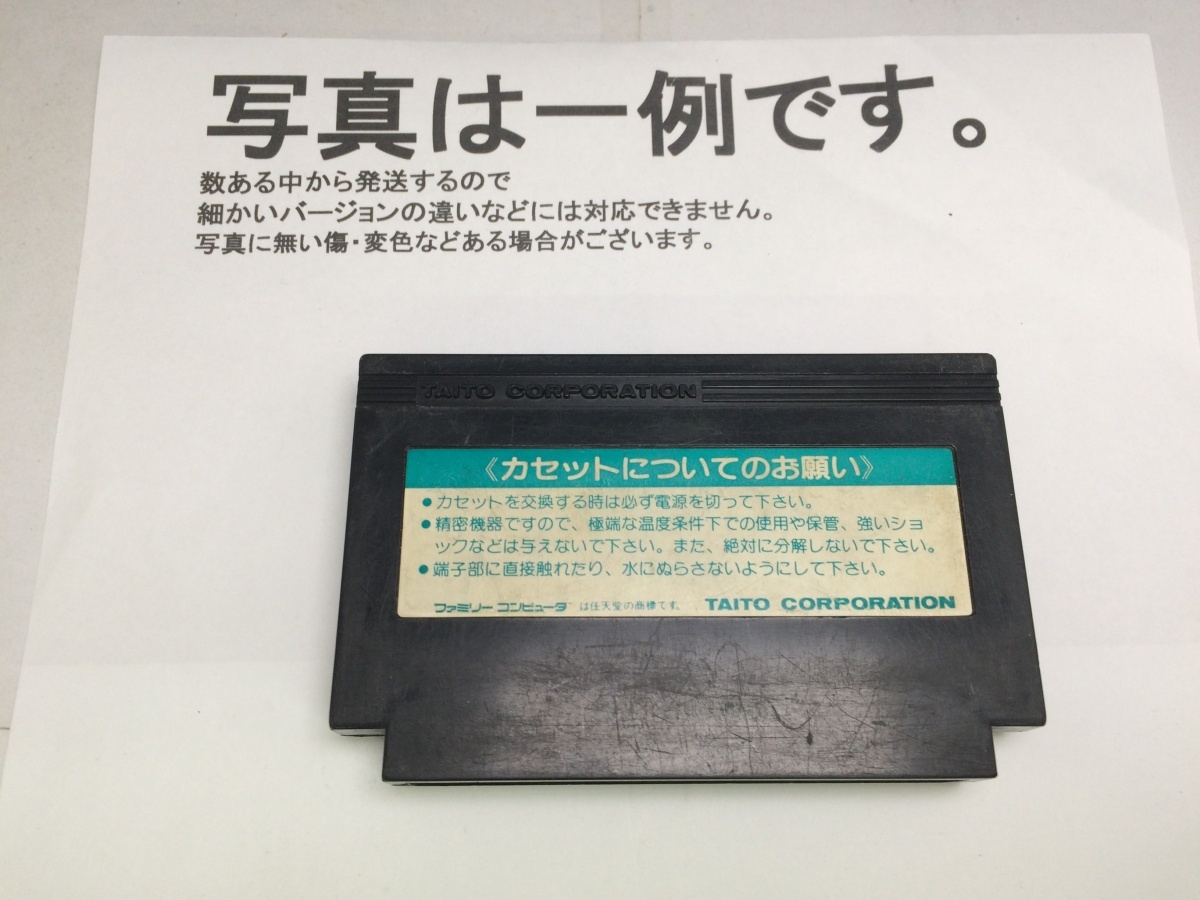 写真は一例です。
数ある中から発送するので
細かいバージョンの違いなどには対応できません。
写真に無い傷・変色などある場合がございます。
TAITO CORPORATION
《カセットについてのお願い》
●カセットを交換する時は必ず電源を切って下さい。
●精密機器ですので、極端な温度条件下での使用や保管、強いショ
ックなどは与えないで下さい。また、絶対に分解しないで下さい。
●端子部に直接触れたり、水にぬらさないようにして下さい。
ファミリーコンピュータ™は任天堂の商標です。 TAITO CORPORATION